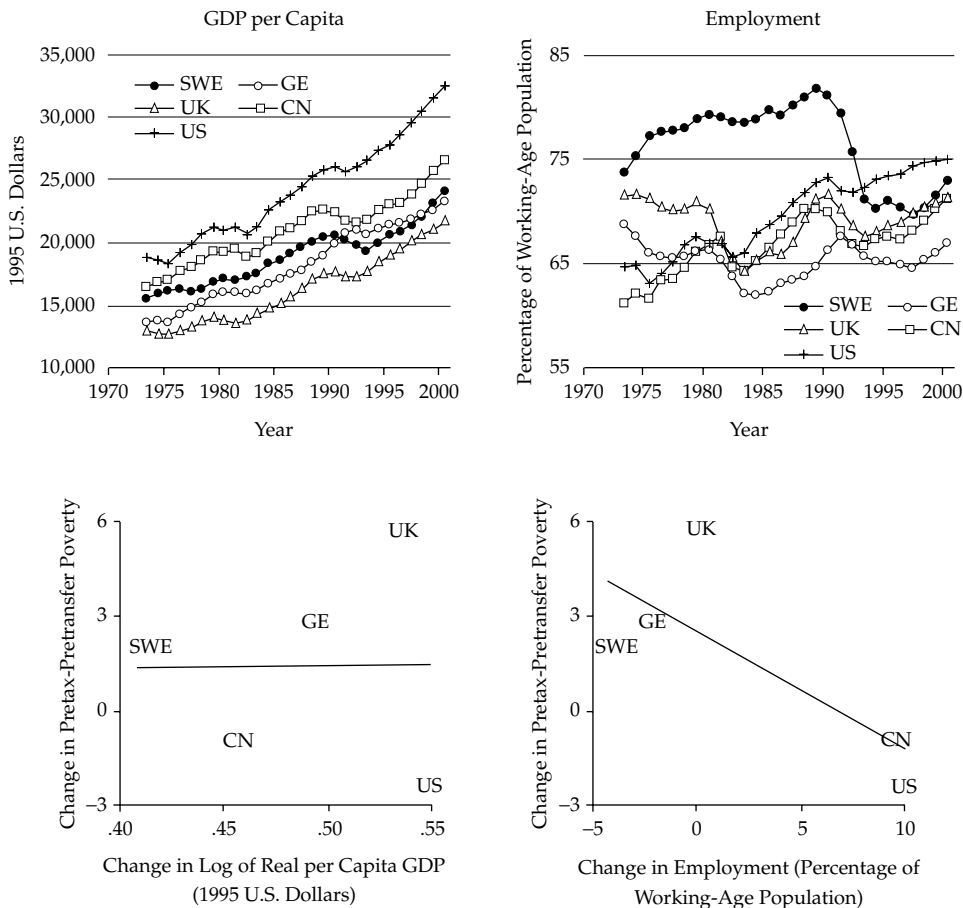 GDP per Capita
35,000
30,000
25,000
20,000
15,000
10,000
1995 U.S. Dollars
SWE GE
UK CN
US
1970 1975 1980 1985 1990 1995 2000
Year
Employment
85
75
65
55
Percentage of Working-Age Population
SWE GE
UK CN
US
1970 1975 1980 1985 1990 1995 2000
Year
6
3
0
–3
Change in Pretax-Pretransfer Poverty
UK
GE
SWE
CN
US
.40 .45 .50 .55
Change in Log of Real per Capita GDP
(1995 U.S. Dollars)
6
3
0
–3
Change in Pretax-Pretransfer Poverty
UK
GE
SWE
CN
US
–5 0 5 10
Change in Employment (Percentage of
Working-Age Population)